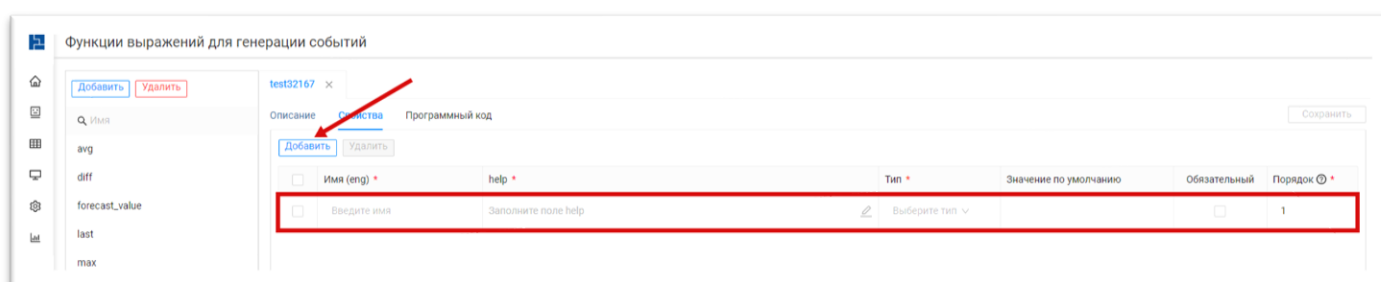 Функции выражений для генерации событий
Добавить Удалить
Имя
avg
diff
forecast_value
last
max
test32167 ×
Описание Свойства Программный код
Сохранить
Добавить Удалить
Имя (eng) * help * Тип * Значение по умолчанию Обязательный Порядок *
Введите имя Заполните поле help Выберите тип 1